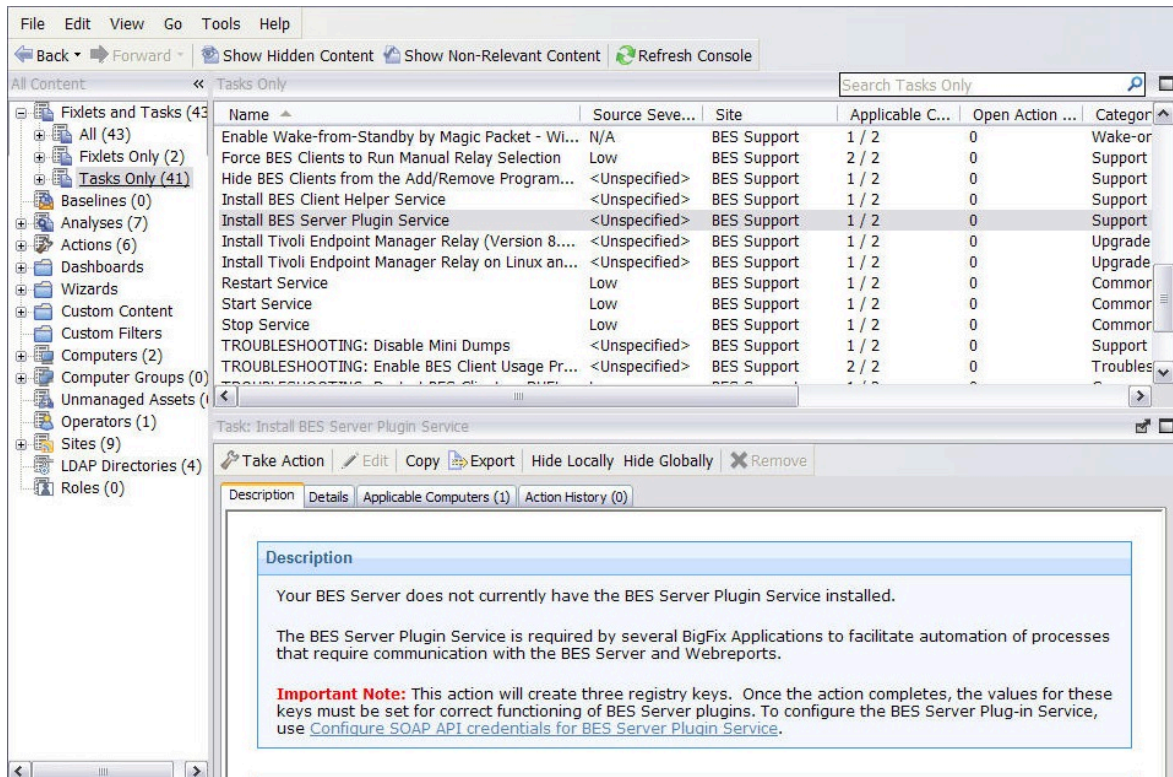 File Edit View Go Tools Help
Back Forward Show Hidden Content Show Non-Relevant Content Refresh Console
All Content « Tasks Only Search Tasks Only
Fixlets and Tasks (43
All (43)
Fixlets Only (2)
Tasks Only (41)
Baselines (0)
Analyses (7)
Actions (6)
Dashboards
Wizards
Custom Content
Custom Filters
Computers (2)
Computer Groups (0)
Unmanaged Assets (
Operators (1)
Sites (9)
LDAP Directories (4)
Roles (0)
Name Source Seve... Site Applicable C... Open Action ... Categor
Enable Wake-from-Standby by Magic Packet - Wi... N/A BES Support 1 / 2 0 Wake-or
Force BES Clients to Run Manual Relay Selection Low BES Support 2 / 2 0 Support
Hide BES Clients from the Add/Remove Program... <Unspecified> BES Support 1 / 2 0 Support
Install BES Client Helper Service <Unspecified> BES Support 1 / 2 0 Support
Install BES Server Plugin Service <Unspecified> BES Support 1 / 2 0 Support
Install Tivoli Endpoint Manager Relay (Version 8.... <Unspecified> BES Support 1 / 2 0 Upgrade
Install Tivoli Endpoint Manager Relay on Linux an... <Unspecified> BES Support 1 / 2 0 Upgrade
Restart Service Low BES Support 1 / 2 0 Commor
Start Service Low BES Support 1 / 2 0 Commor
Stop Service Low BES Support 1 / 2 0 Commor
TROUBLESHOOTING: Disable Mini Dumps <Unspecified> BES Support 1 / 2 0 Support
TROUBLESHOOTING: Enable BES Client Usage Pr... <Unspecified> BES Support 2 / 2 0 Troubles
Task: Install BES Server Plugin Service
Take Action Edit Copy Export Hide Locally Hide Globally Remove
Description Details Applicable Computers (1) Action History (0)
Description
Your BES Server does not currently have the BES Server Plugin Service installed.
The BES Server Plugin Service is required by several BigFix Applications to facilitate automation of processes
that require communication with the BES Server and Webreports.
Important Note: This action will create three registry keys. Once the action completes, the values for these
keys must be set for correct functioning of BES Server plugins. To configure the BES Server Plug-in Service,
use Configure SOAP API credentials for BES Server Plugin Service.